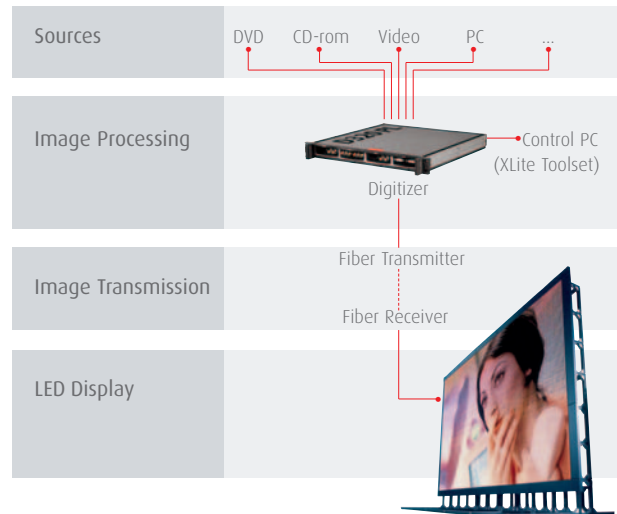 Sources
DVD CD-rom Video PC ...
Image Processing
Control PC
(XLite Toolset)
Digitizer
Fiber Transmitter
Image Transmission
Fiber Receiver
LED Display